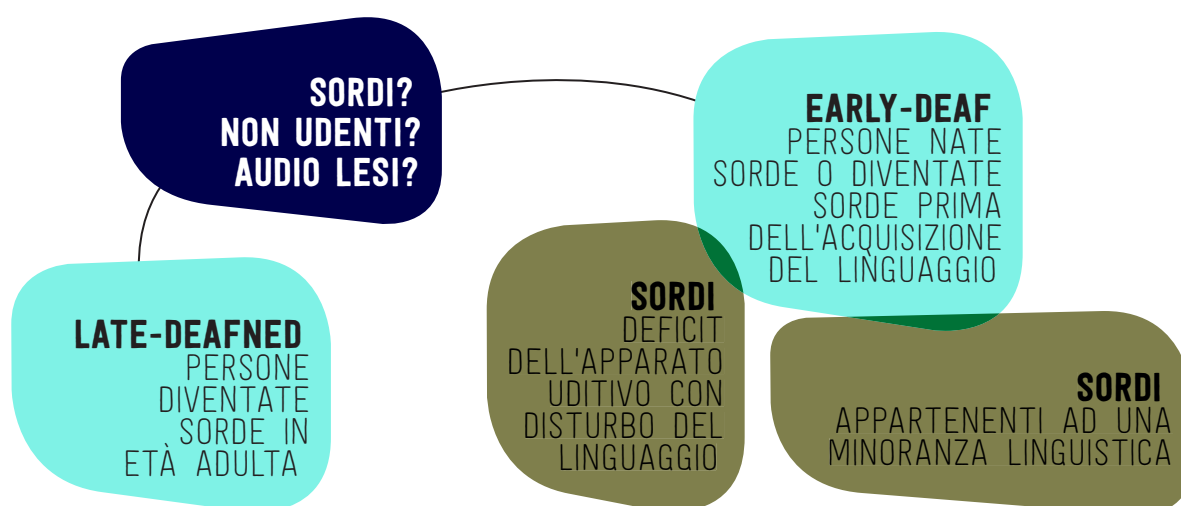 SORDI?
NON UDENTI?
AUDIO LESI?
EARLY-DEAF
PERSONE NATE
SORDE O DIVENTATE
SORDE PRIMA
DELL'ACQUISIZIONE
DEL LINGUAGGIO
LATE-DEAFNED
PERSONE
DIVENTATE
SORDE IN
ETÀ ADULTA
SORDI
DEFICIT
DELL'APPARATO
UDITIVO CON
DISTURBO DEL
LINGUAGGIO
SORDI
APPARTENENTI AD UNA
MINORANZA LINGUISTICA